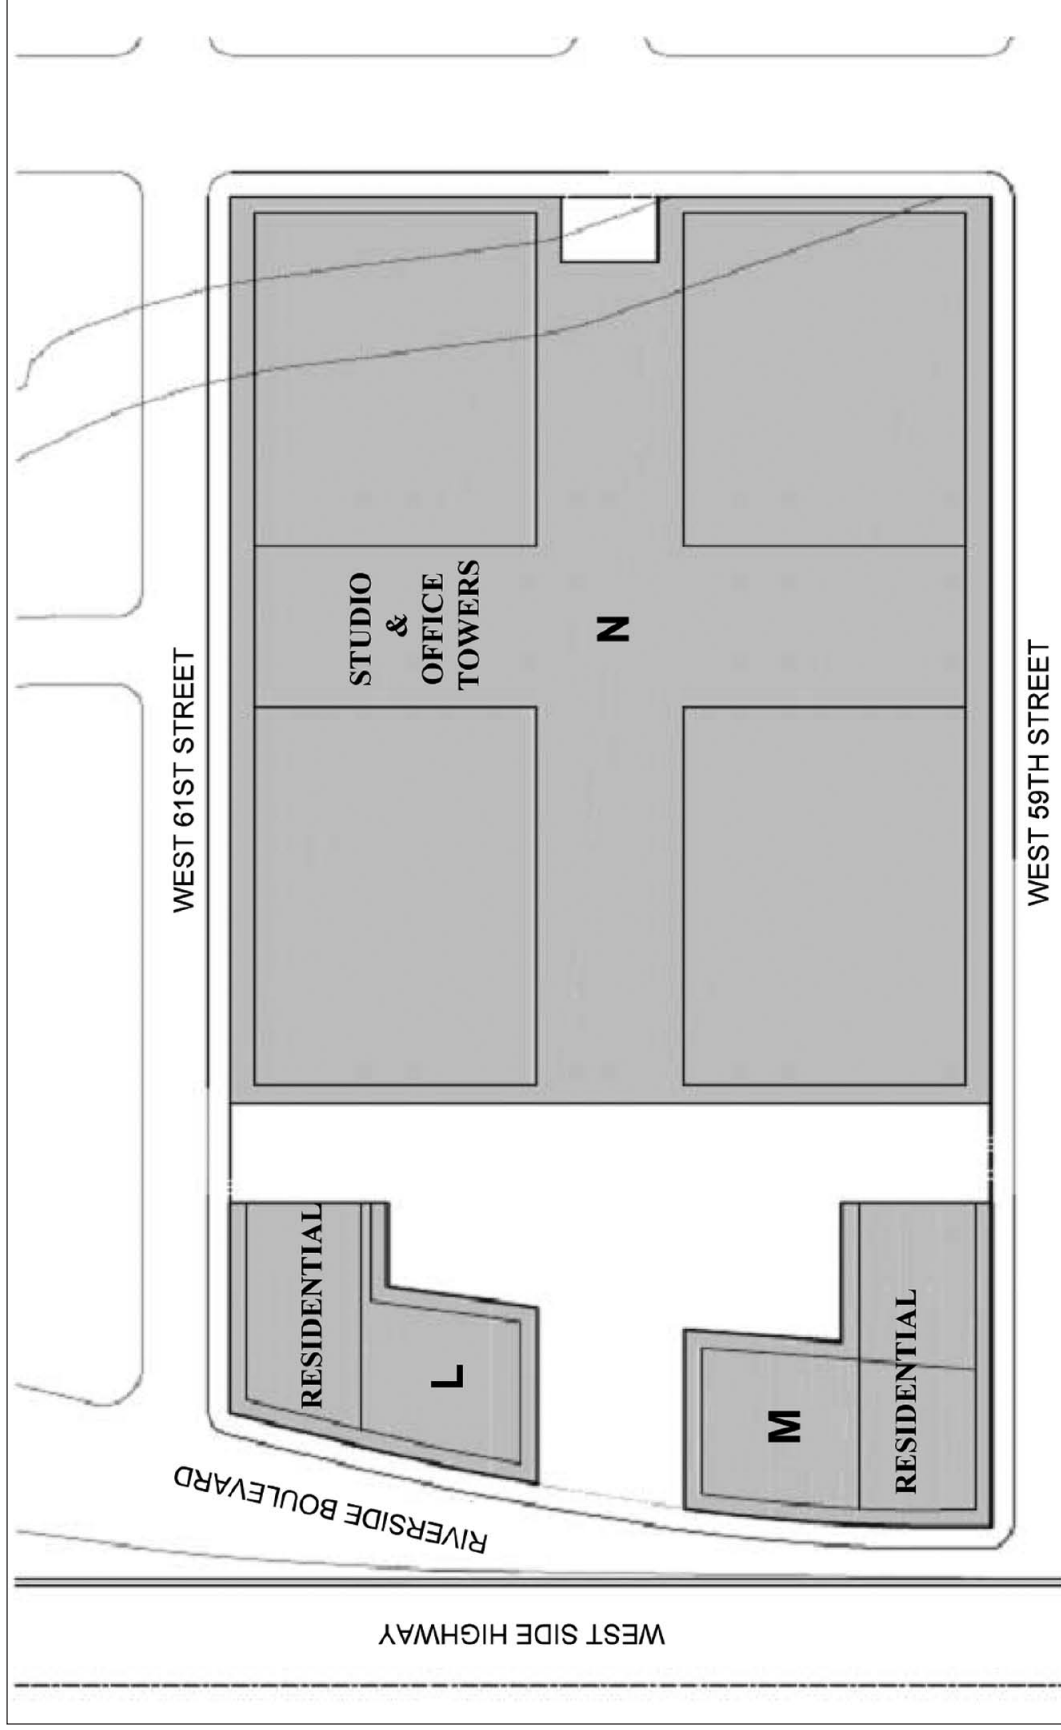 WEST 61ST STREET
STUDIO
&
OFFICE
TOWERS
N
WEST 59TH STREET
RESIDENTIAL
L
M
RESIDENTIAL
RIVERSIDE BOULEVARD
WEST SIDE HIGHWAY